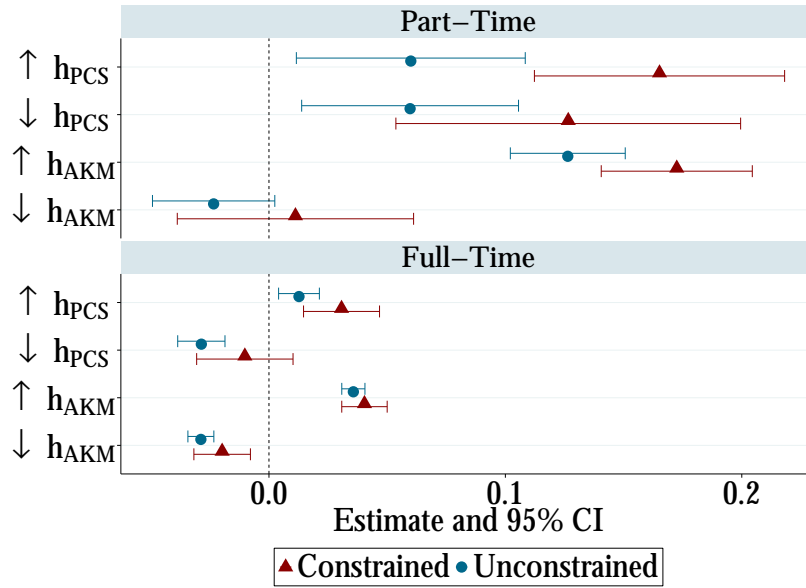 Part−Time
↑ hPCS
↓ hPCS
↑ hAKM
↓ hAKM
Full−Time
↑ hPCS
↓ hPCS
↑ hAKM
↓ hAKM
0.0 0.1 0.2
Estimate and 95% CI
Constrained Unconstrained